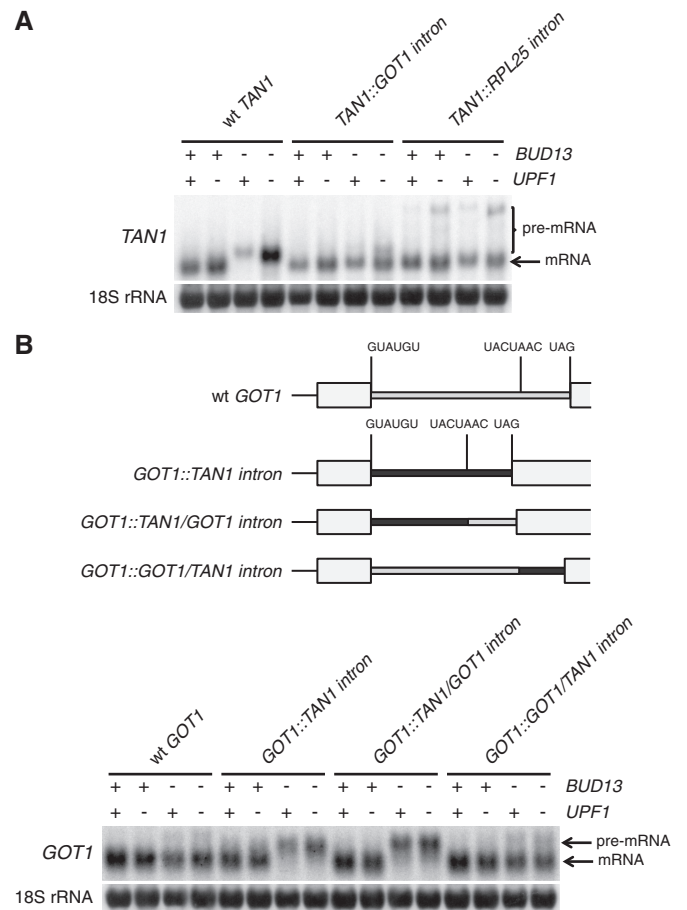 A
wt TAN1 TAN1::GOT1 intron TAN1::RPL25 intron
+ + - - + + - - + + - - BUD13
+ - + - + - + - + - + - UPF1
TAN1
pre-mRNA
mRNA
18S rRNA
B
GUAUGU UACUAAC UAG
wt GOT1
GUAUGU UACUAAC UAG
GOT1::TAN1 intron
GOT1::TAN1/GOT1 intron
GOT1::GOT1/TAN1 intron
wt GOT1 GOT1::TAN1 intron GOT1::TAN1/GOT1 intron GOT1::GOT1/TAN1 intron
+ + - - + + - - + + - - + + - - BUD13
+ - + - + - + - + - + - + - + - UPF1
GOT1
pre-mRNA
mRNA
18S rRNA